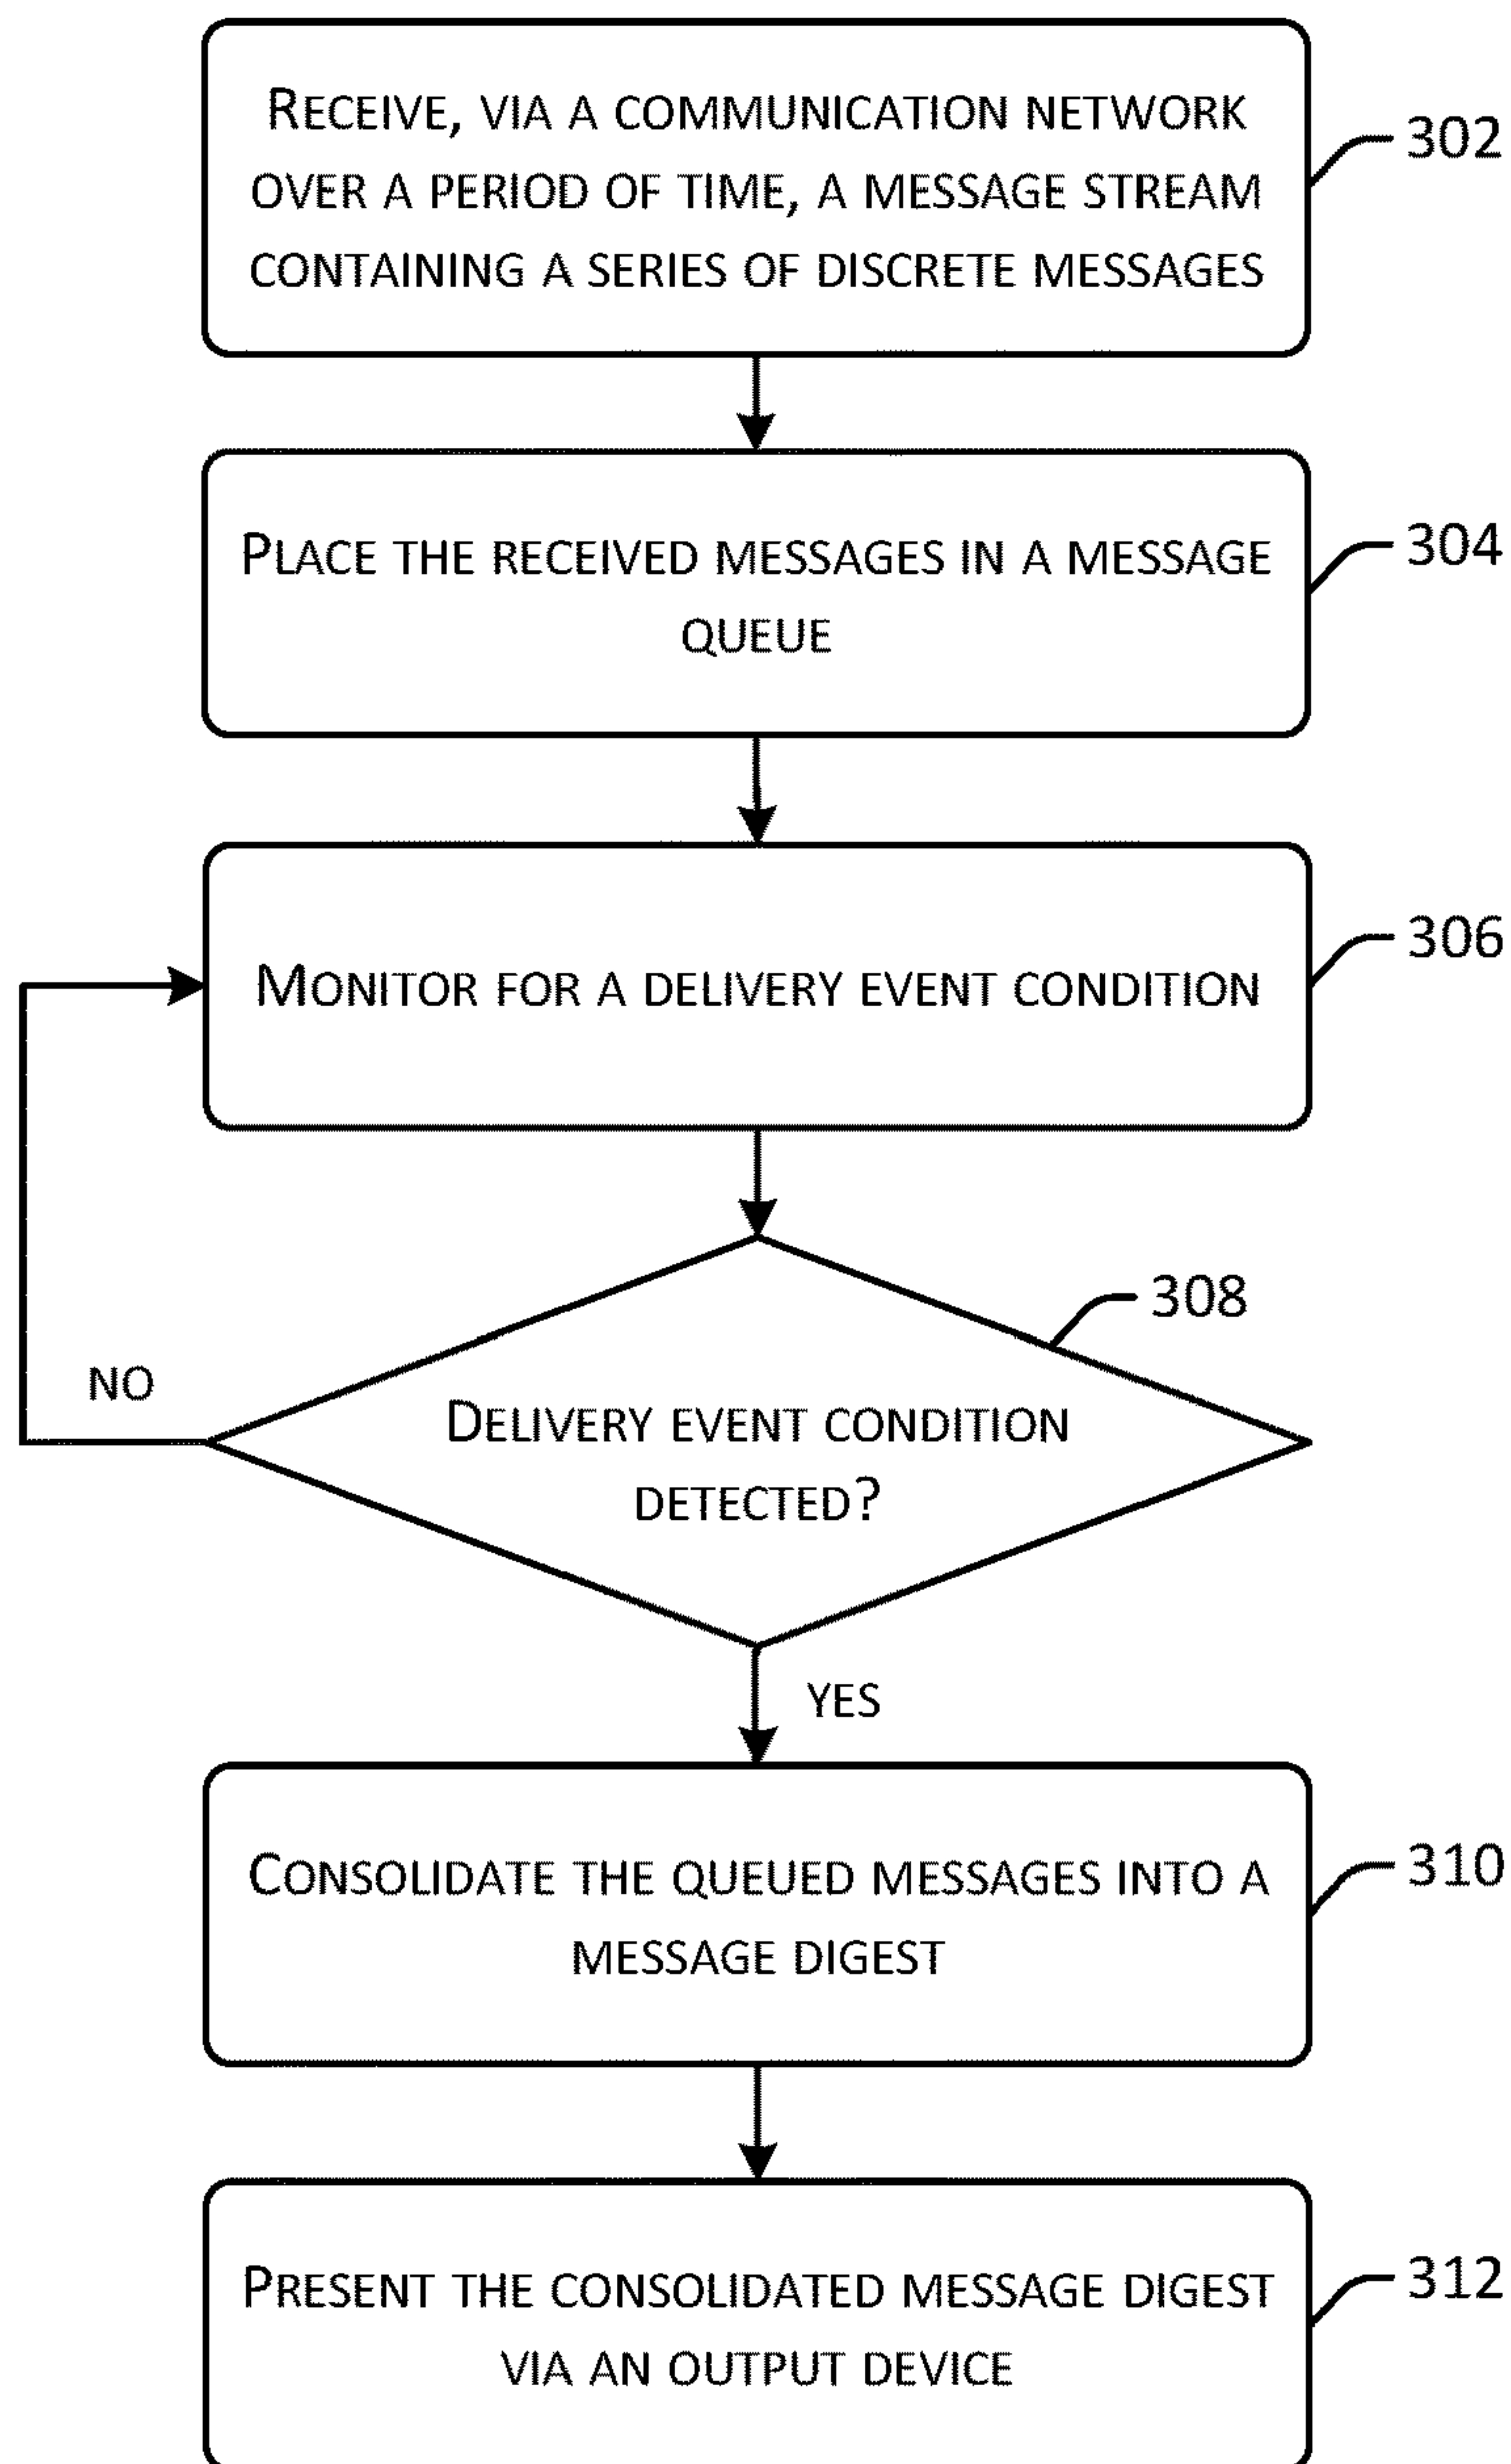 RECEIVE, VIA A COMMUNICATION NETWORK
OVER A PERIOD OF TIME, A MESSAGE STREAM
CONTAINING A SERIES OF DISCRETE MESSAGES
302
PLACE THE RECEIVED MESSAGES IN A MESSAGE
QUEUE
304
MONITOR FOR A DELIVERY EVENT CONDITION
306
308
NO
DELIVERY EVENT CONDITION
DETECTED?
YES
CONSOLIDATE THE QUEUED MESSAGES INTO A
MESSAGE DIGEST
310
PRESENT THE CONSOLIDATED MESSAGE DIGEST
VIA AN OUTPUT DEVICE
312